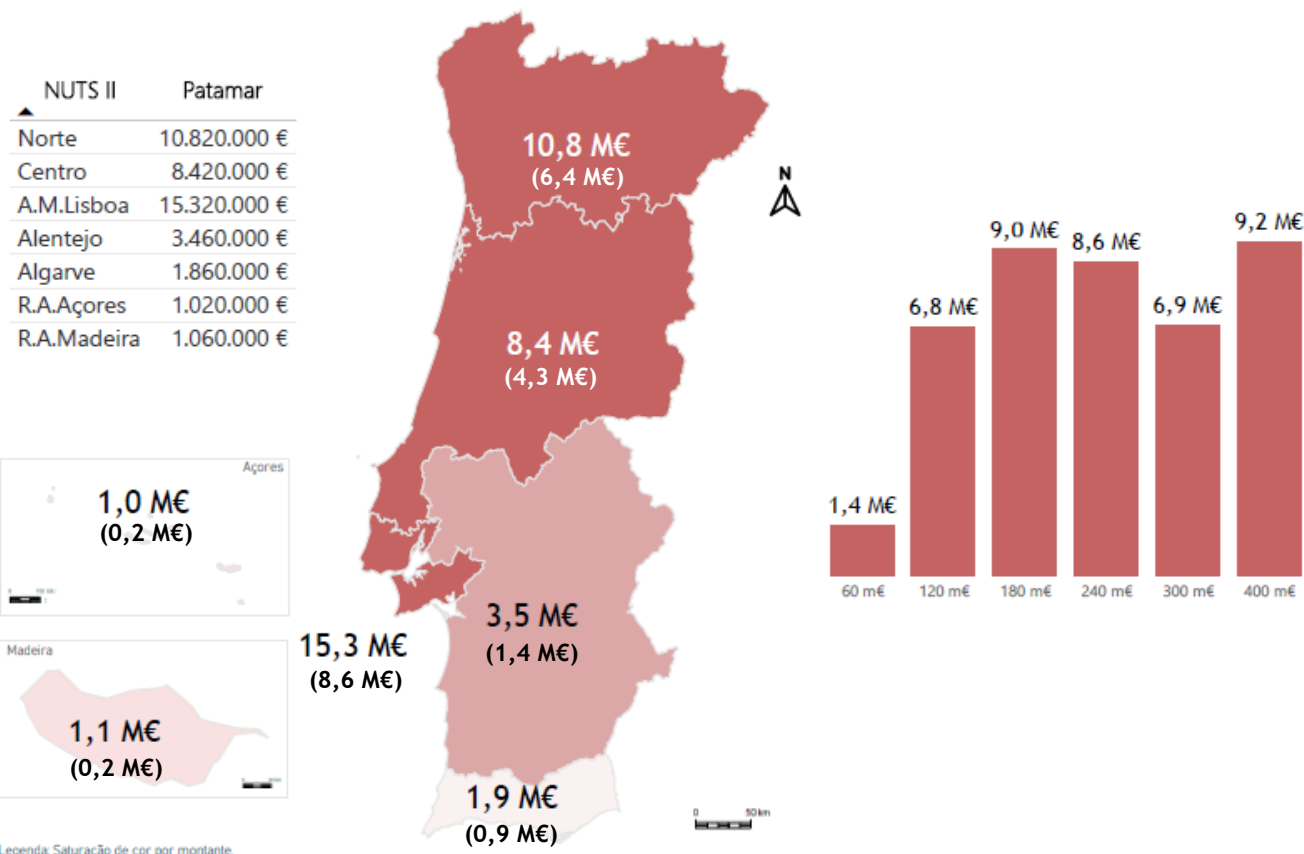 NUTS II Patamar
Norte 10.820.000 €
Centro 8.420.000 €
A.M.Lisboa 15.320.000 €
Alentejo 3.460.000 €
Algarve 1.860.000 €
R.A.Açores 1.020.000 €
R.A.Madeira 1.060.000 €
10,8 M€
(6,4 M€)
N
8,4 M€
(4,3 M€)
Açores
1,0 M€
(0,2 M€)
Madeira
1,1 M€
(0,2 M€)
15,3 M€
(8,6 M€)
3,5 M€
(1,4 M€)
1,9 M€
(0,9 M€)
0 50 km
1,4 M€
6,8 M€
9,0 M€
8,6 M€
6,9 M€
9,2 M€
60 m€ 120 m€ 180 m€ 240 m€ 300 m€ 400 m€
Legenda: Saturação de cor por montante.